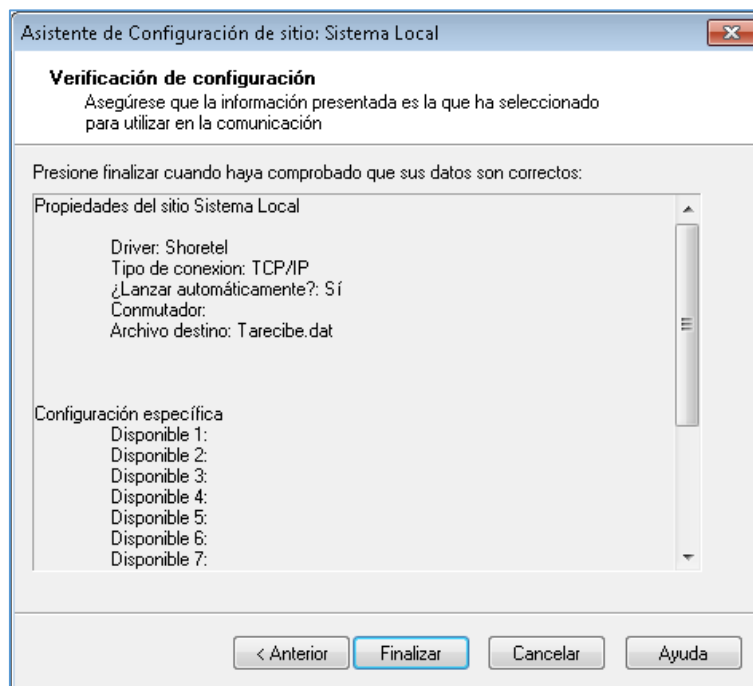 Asistente de Configuración de sitio: Sistema Local
Verificación de configuración
Asegúrese que la información presentada es la que ha seleccionado
para utilizar en la comunicación
Presione finalizar cuando haya comprobado que sus datos son correctos:
Propiedades del sitio Sistema Local
Driver: Shoretel
Tipo de conexion: TCP/IP
¿Lanzar automáticamente?: Sí
Conmutador:
Archivo destino: Tarecibe.dat
Configuración específica
Disponible 1:
Disponible 2:
Disponible 3:
Disponible 4:
Disponible 5:
Disponible 6:
Disponible 7:
< Anterior Finalizar Cancelar Ayuda